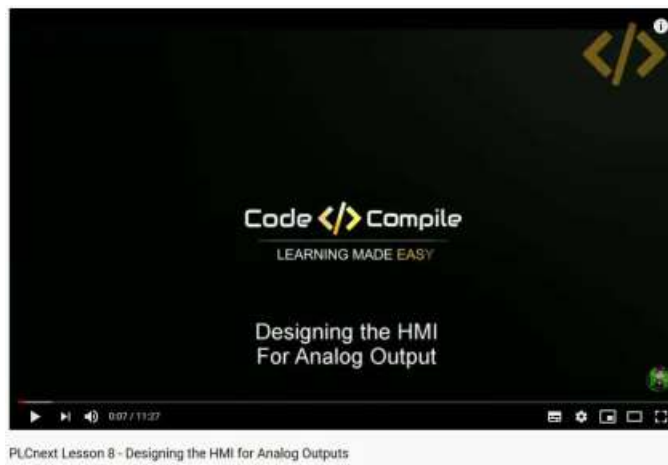 </>
Code </> Compile
LEARNING MADE EASY
Designing the HMI
For Analog Output
0:07 / 11:27
PLCnext Lesson 8 - Designing the HMI for Analog Outputs